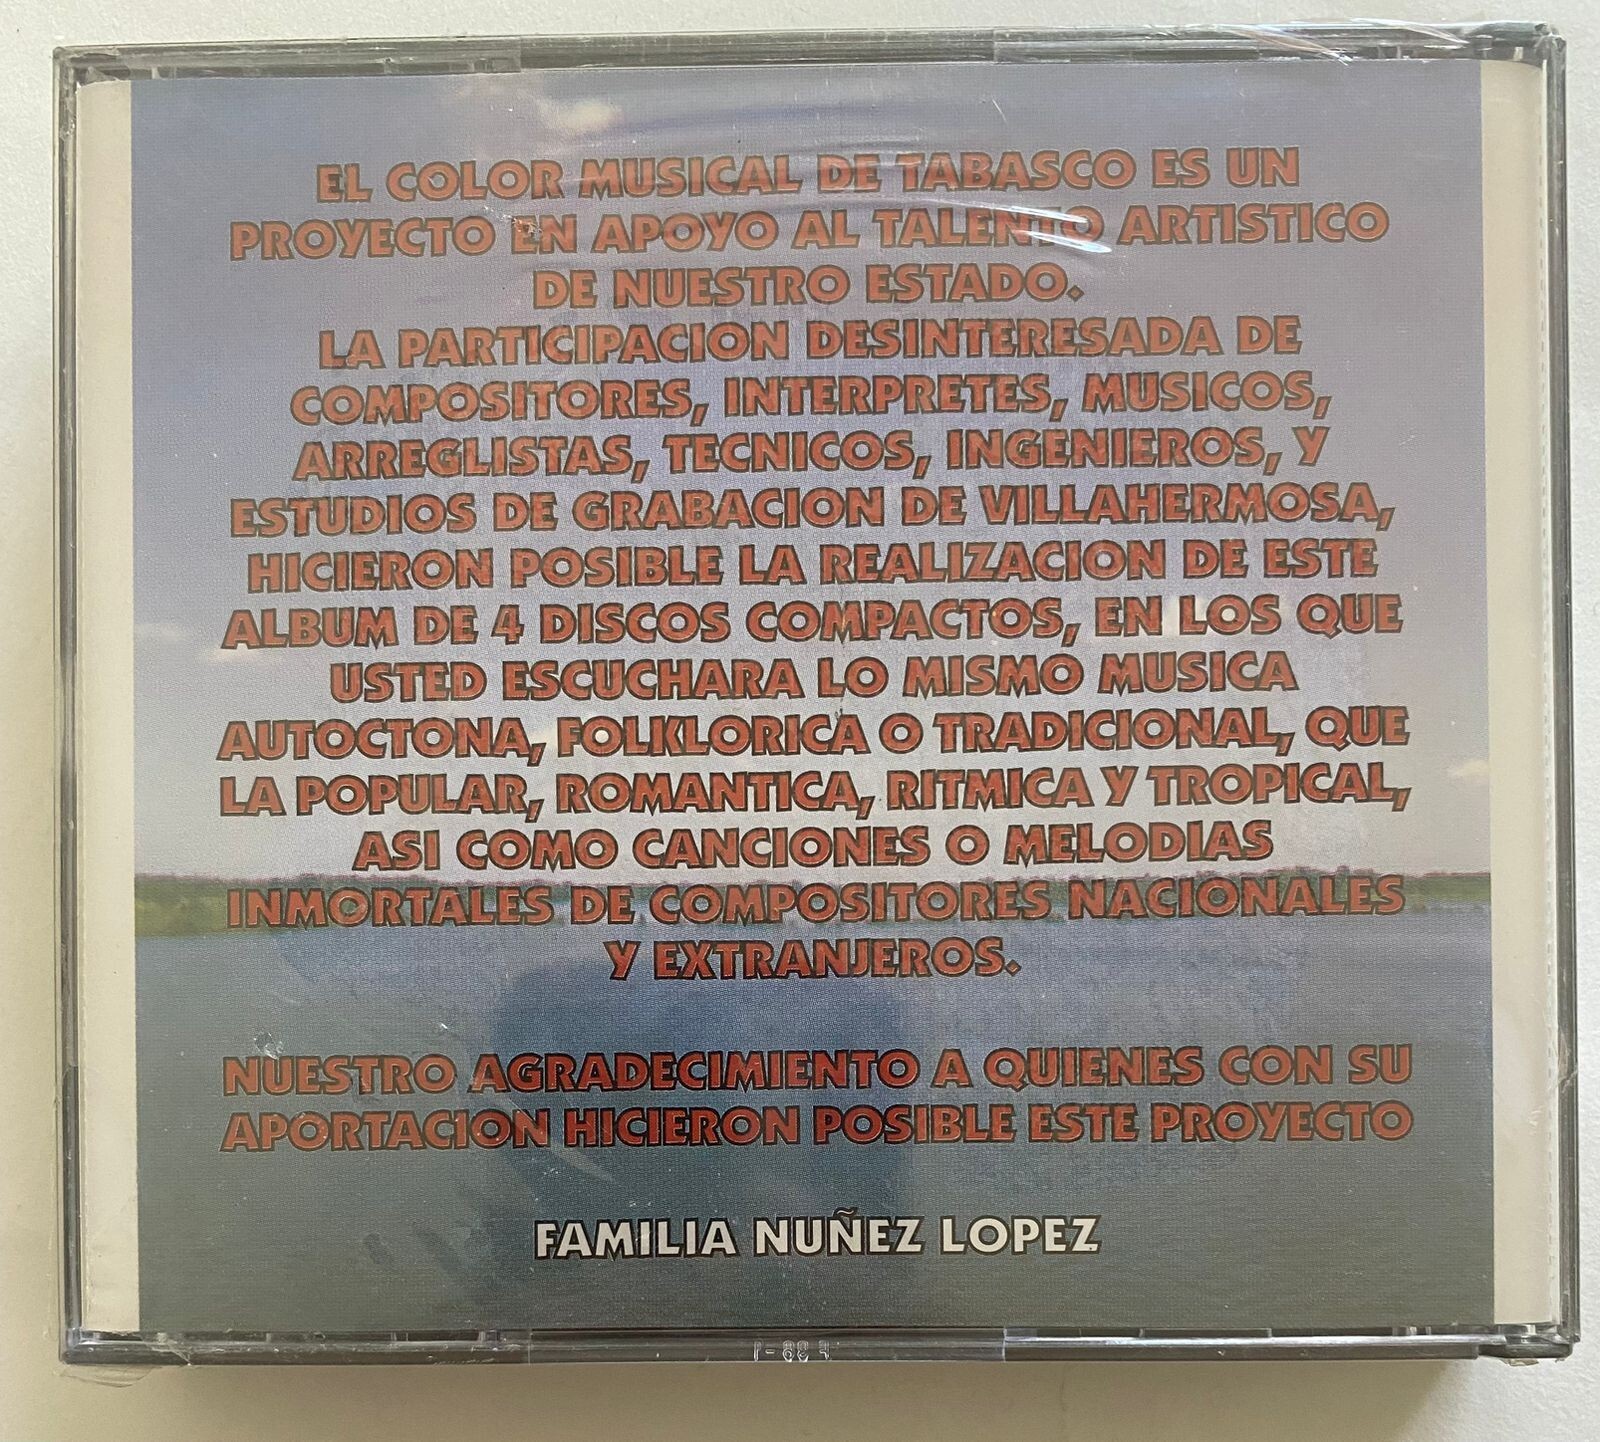 EL COLOR MUSICAL DE TABASCO ES UN
PROYECTO EN APOYO AL TALENTO ARTISTICO
DE NUESTRO ESTADO.
LA PARTICIPACION DESINTERESADA DE
COMPOSITORES, INTERPRETES, MUSICOS,
ARREGLISTAS, TECNICOS, INGENIEROS, Y
ESTUDIOS DE GRABACION DE VILLAHERMOSA,
HICIERON POSIBLE LA REALIZACION DE ESTE
ALBUM DE 4 DISCOS COMPACTOS, EN LOS QUE
USTED ESCUCHARA LO MISMO MUSICA
AUTOCTONA, FOLKLORICA O TRADICIONAL, QUE
LA POPULAR, ROMANTICA, RITMICA Y TROPICAL,
ASI COMO CANCIONES O MELODIAS
INMORTALES DE COMPOSITORES NACIONALES
Y EXTRANJEROS.
NUESTRO AGRADECIMIENTO A QUIENES CON SU
APORTACION HICIERON POSIBLE ESTE PROYECTO
FAMILIA NUÑEZ LOPEZ